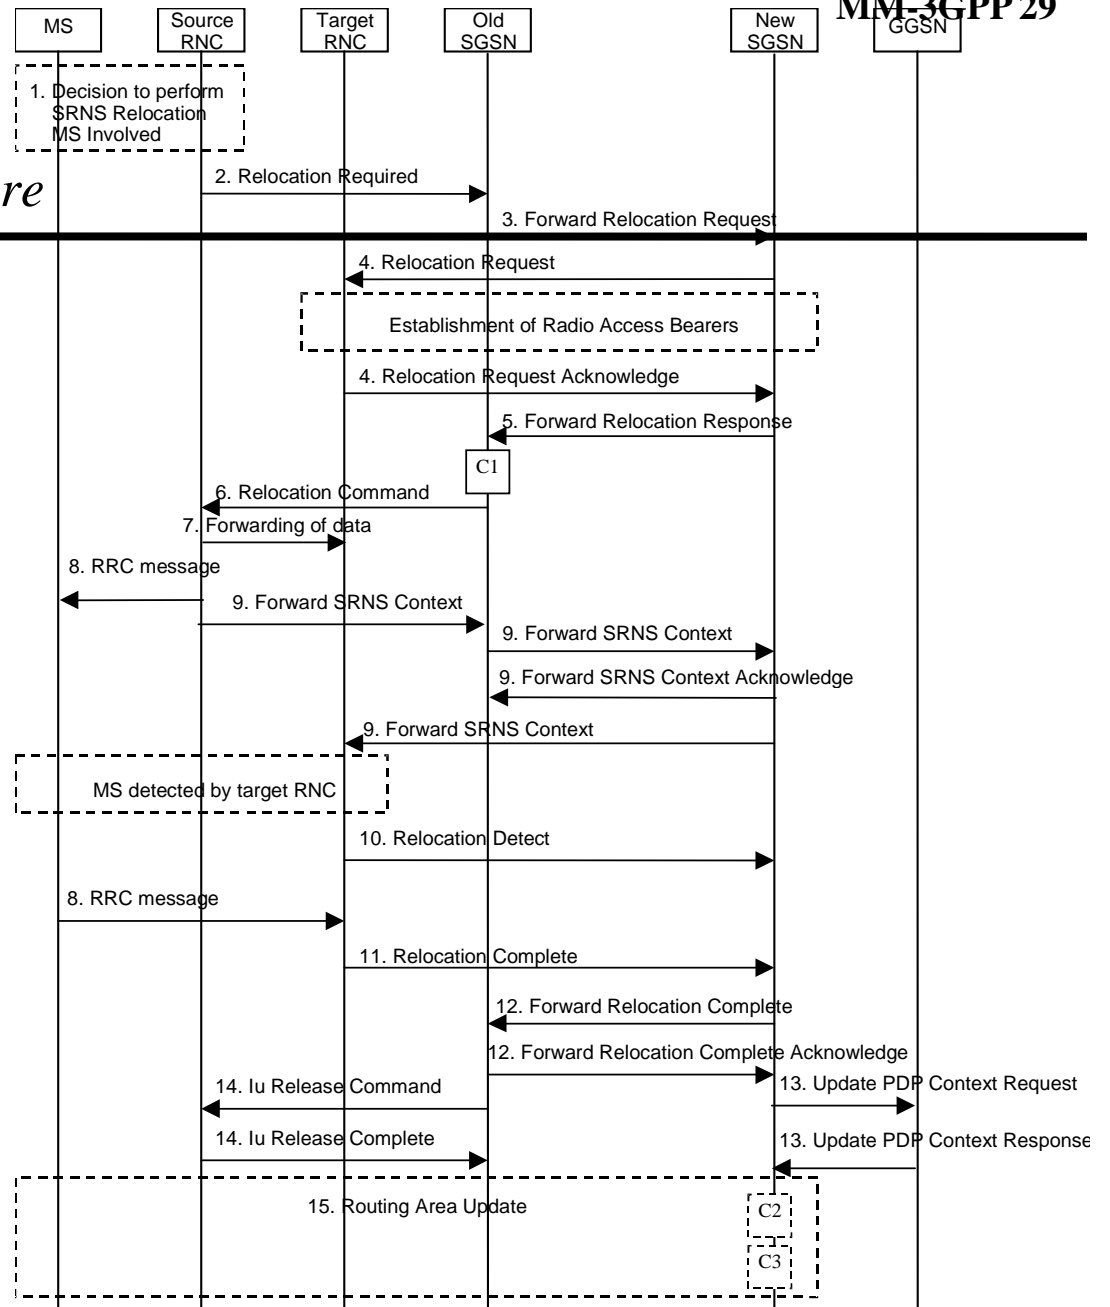 MM-3GPP 29
MS
Source
RNC
Target
RNC
Old
SGSN
New
SGSN
GGSN
1. Decision to perform
SRNS Relocation
MS Involved
re
2. Relocation Required
3. Forward Relocation Request
4. Relocation Request
Establishment of Radio Access Bearers
4. Relocation Request Acknowledge
5. Forward Relocation Response
C1
6. Relocation Command
7. Forwarding of data
8. RRC message
9. Forward SRNS Context
9. Forward SRNS Context
9. Forward SRNS Context Acknowledge
9. Forward SRNS Context
MS detected by target RNC
10. Relocation Detect
8. RRC message
11. Relocation Complete
12. Forward Relocation Complete
12. Forward Relocation Complete Acknowledge
13. Update PDP Context Request
14. Iu Release Command
14. Iu Release Complete
13. Update PDP Context Response
15. Routing Area Update
C2
C3